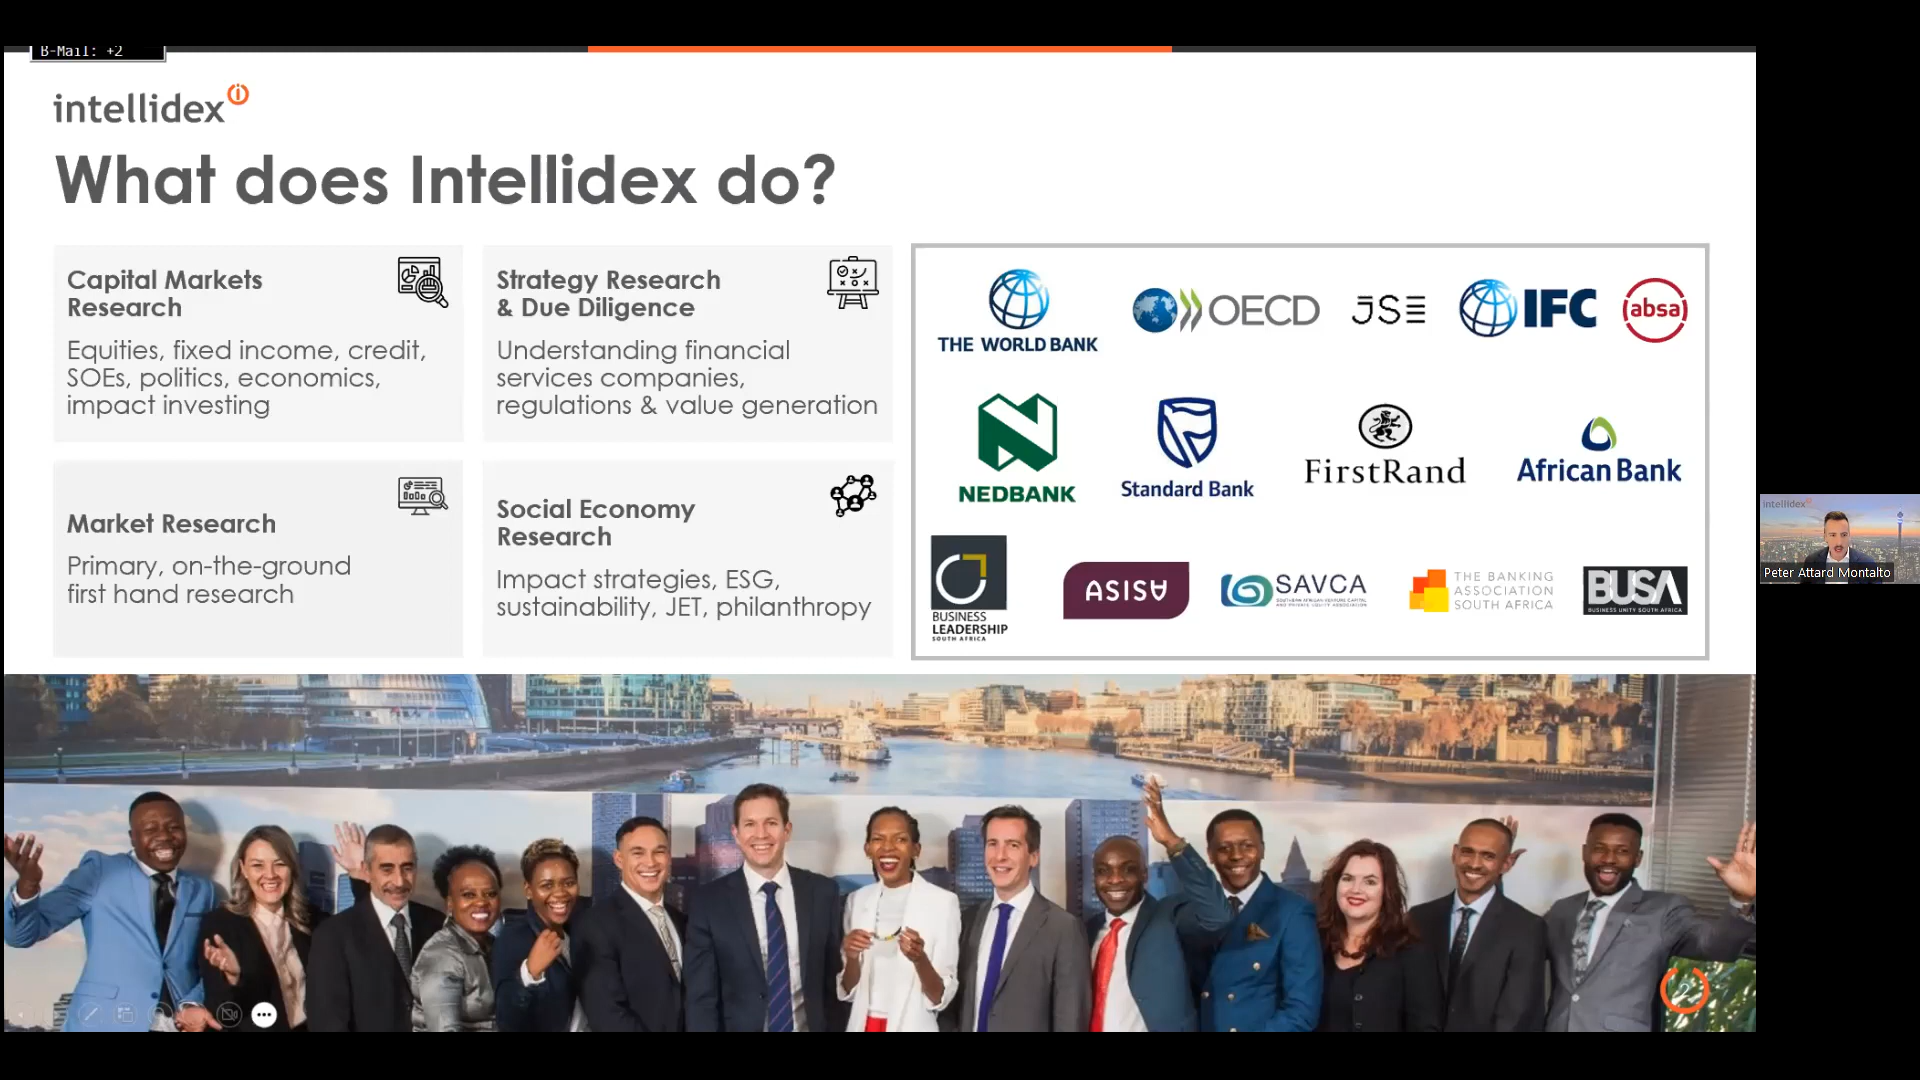 B-Mail: +2
intellidex
What does Intellidex do?
Capital Markets
Research
Equities, fixed income, credit,
SOEs, politics, economics,
impact investing
Strategy Research
& Due Diligence
Understanding financial
services companies,
regulations & value generation
Market Research
Primary, on-the-ground
first hand research
Social Economy
Research
Impact strategies, ESG,
sustainability, JET, philanthropy
THE WORLD BANK
OECD
JSE
IFC
absa
NEDBANK
Standard Bank
FirstRand
African Bank
BUSINESS
LEADERSHIP
SOUTH AFRICA
ASISA
SAVCA
SOUTHERN AFRICAN VENTURE CAPITAL
AND PRIVATE EQUITY ASSOCIATION
THE BANKING
ASSOCIATION
SOUTH AFRICA
BUSA
BUSINESS UNITY SOUTH AFRICA
intellidex
Peter Attard Montalto
2